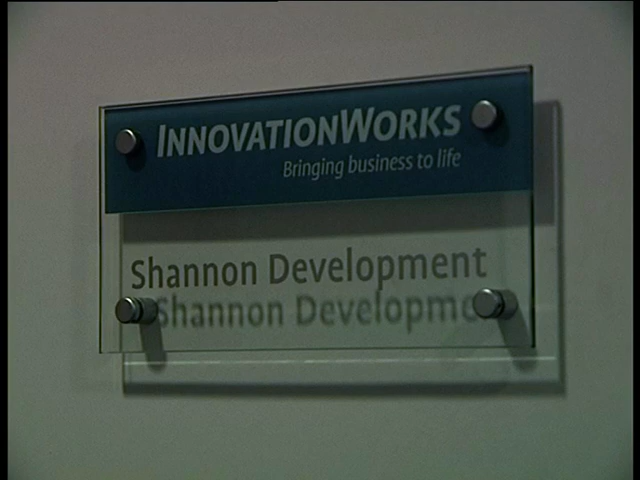 INNOVATIONWORKS
Bringing business to life
Shannon Development